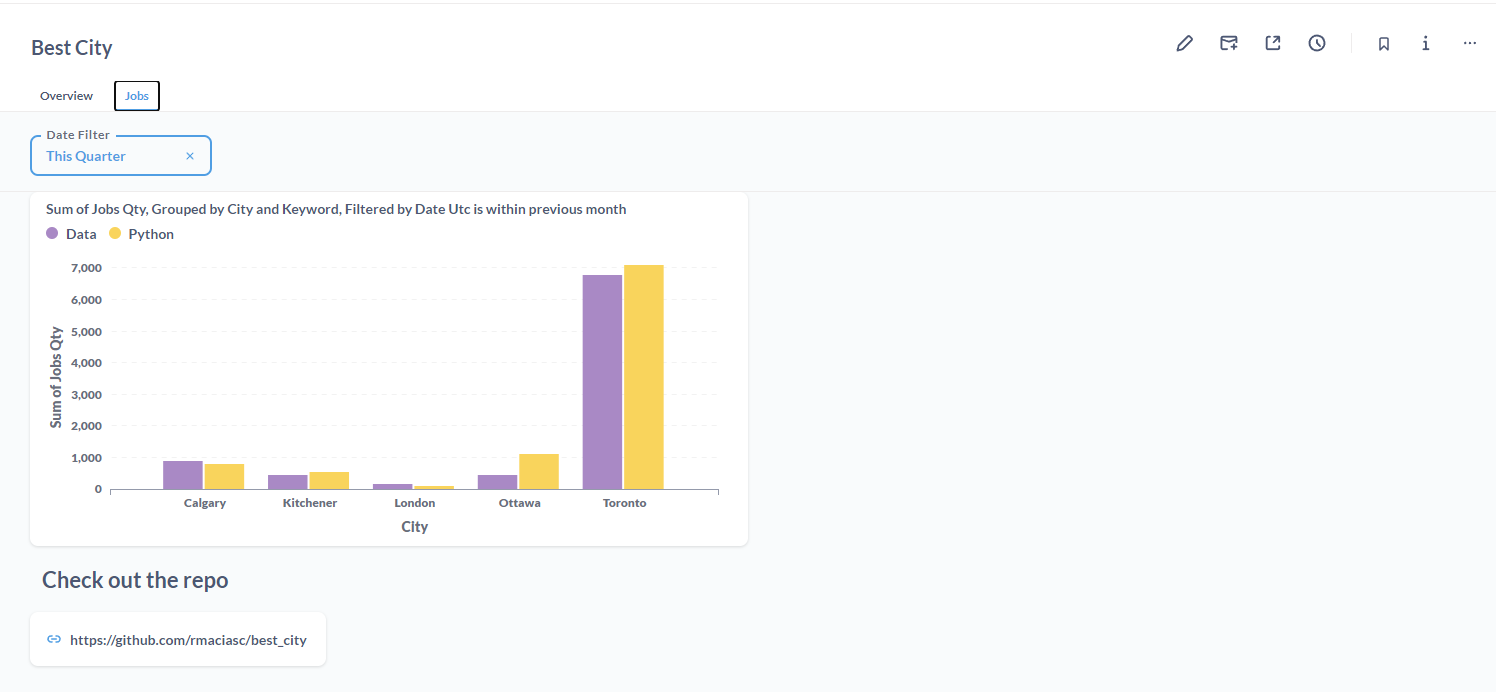 Best City
Overview Jobs
Date Filter
This Quarter
Sum of Jobs Qty, Grouped by City and Keyword, Filtered by Date Utc is within previous month
Data Python
7,000
6,000
5,000
4,000
3,000
2,000
1,000
0
Sum of Jobs Qty
Calgary Kitchener London Ottawa Toronto
City
Check out the repo
https://github.com/rmaciasc/best_city